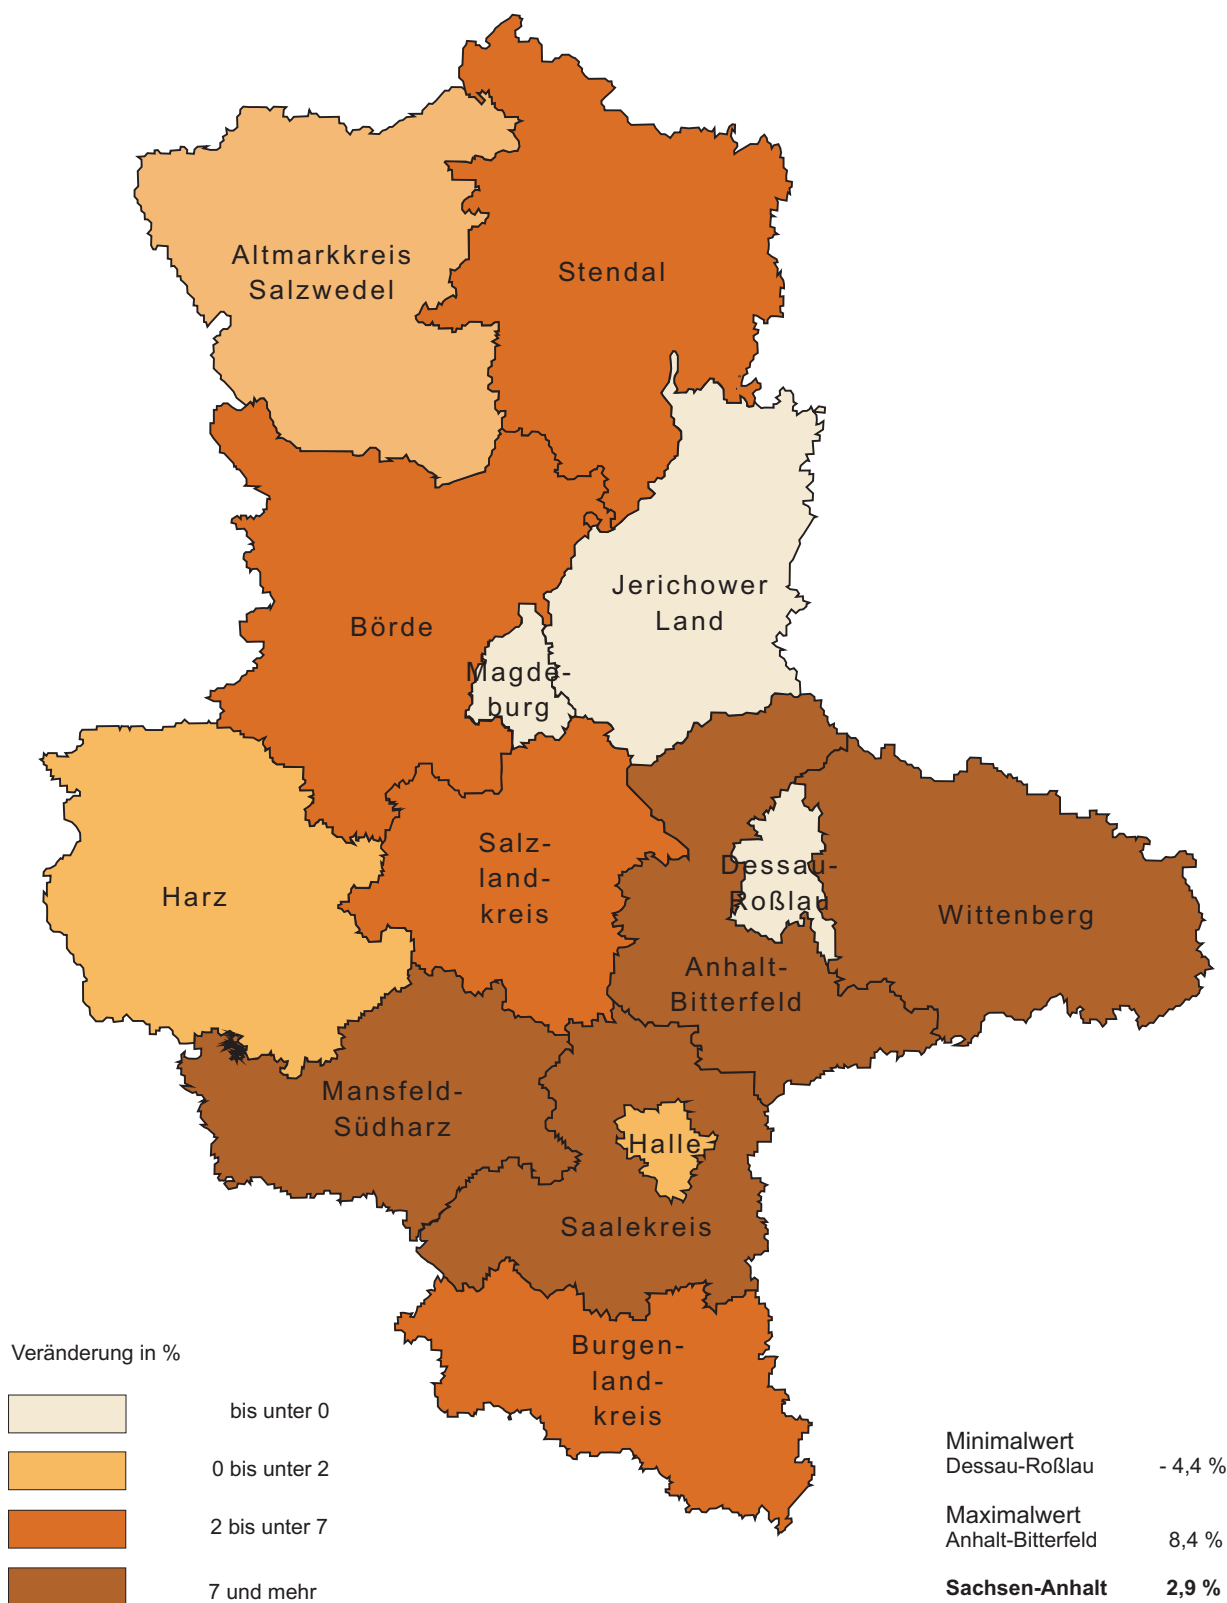 Altmarkkreis
Salzwedel
Stendal
Jerichower
Land
Börde
Magde-
burg
Salz-
land-
kreis
Harz
Dessau-
Roßlau
Wittenberg
Anhalt-
Bitterfeld
Mansfeld-
Südharz
Halle
Saalekreis
Burgen-
land-
kreis
Veränderung in %
bis unter 0
0 bis unter 2
2 bis unter 7
7 und mehr
Minimalwert
Dessau-Roßlau - 4,4 %
Maximalwert
Anhalt-Bitterfeld 8,4 %
Sachsen-Anhalt 2,9 %